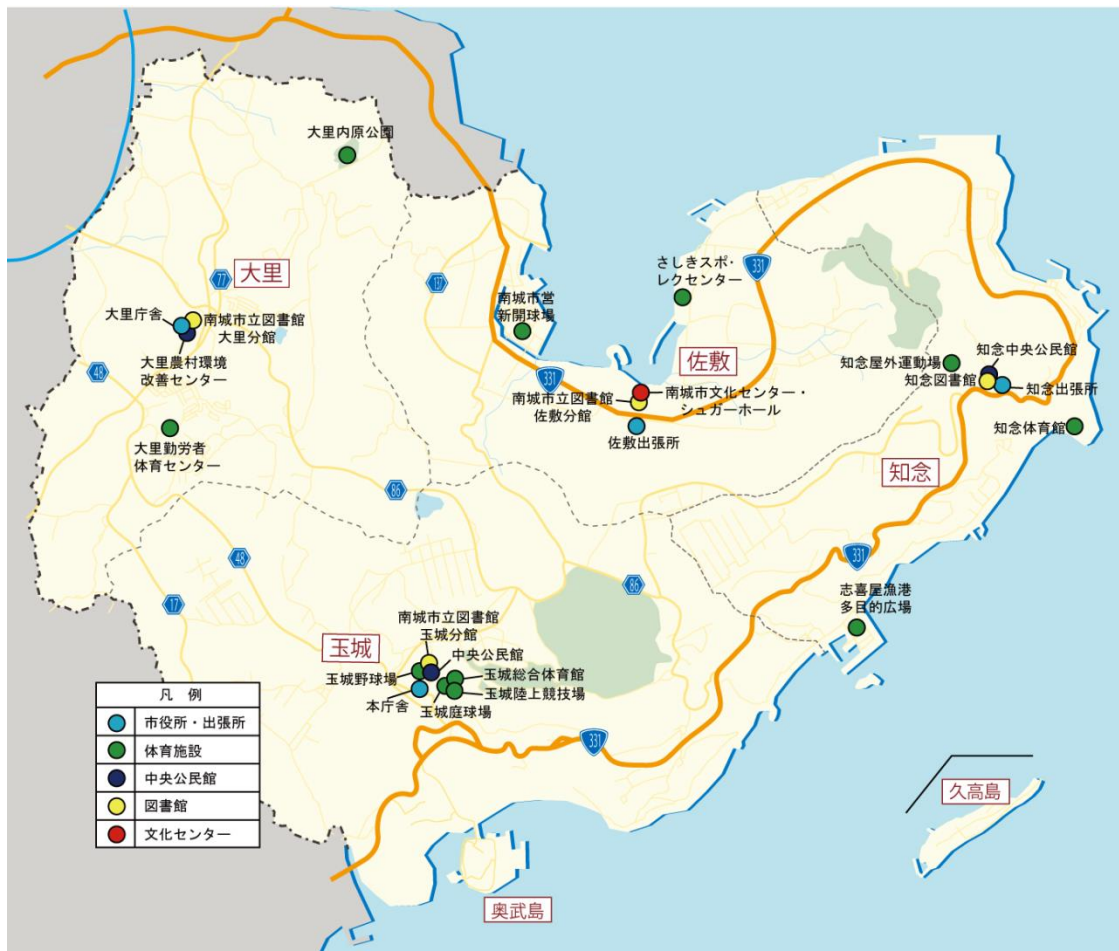 大里内原公園
77
大里
137
331
さしきスポ・
レクセンター
大里庁舎
南城市立図書館
大里分館
南城市営
新開球場
大里農村環境
改善センター
佐敷
知念中央公民館
知念屋外運動場
知念図書館
知念出張所
48
331
南城市立図書館
佐敷分館
南城市文化センター・
シュガーホール
佐敷出張所
知念体育館
大里勤労者
体育センター
知念
86
48
331
86
17
志喜屋漁港
多目的広場
南城市立図書館
玉城分館
玉城
中央公民館
玉城野球場
玉城総合体育館
玉城陸上競技場
本庁舎
玉城庭球場
331
凡 例
市役所・出張所
体育施設
中央公民館
図書館
文化センター
久高島
奥武島